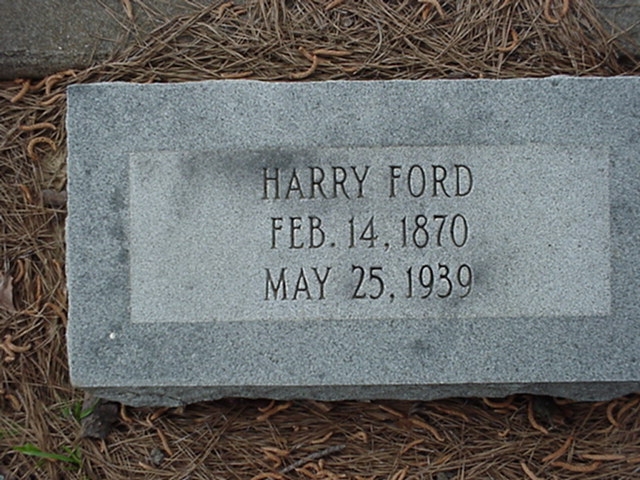 HARRY FORD
FEB. 14, 1870
MAY 25, 1939